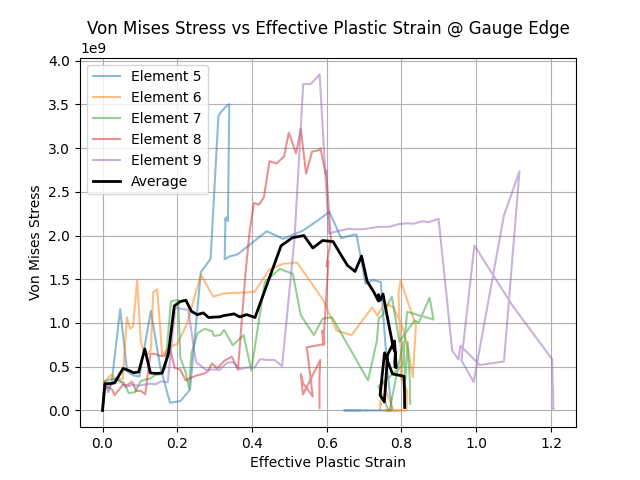 Von Mises Stress vs Effective Plastic Strain @ Gauge Edge
1e9
4.0
3.5
3.0
2.5
2.0
1.5
1.0
0.5
0.0
Von Mises Stress
Element 5
Element 6
Element 7
Element 8
Element 9
Average
0.0 0.2 0.4 0.6 0.8 1.0 1.2
Effective Plastic Strain